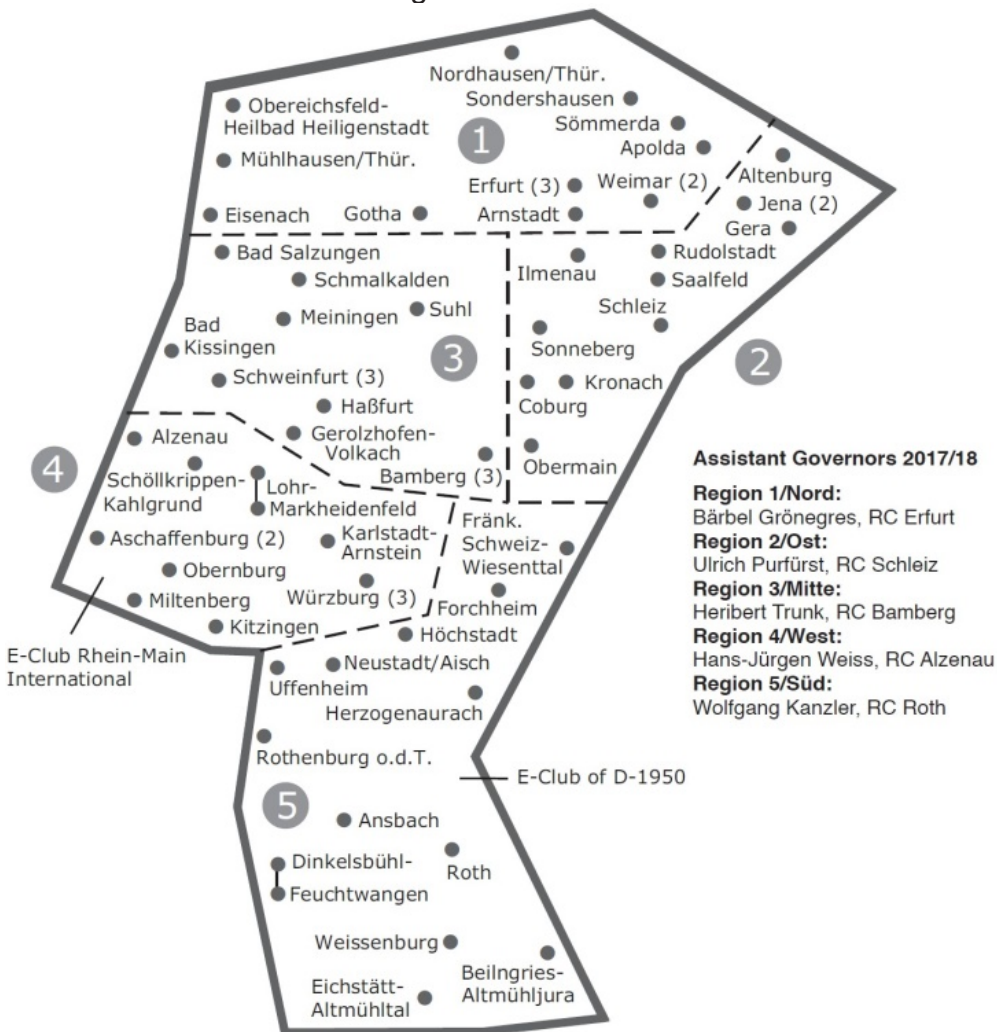 Nordhausen/Thür.
Sondershausen
Obereichsfeld-
Heilbad Heiligenstadt
Sömmerda
1
Apolda
Mühlhausen/Thür.
Altenburg
Erfurt (3)
Weimar (2)
Jena (2)
Eisenach
Gotha
Arnstadt
Gera
Bad Salzungen
Ilmenau
Rudolstadt
Schmalkalden
Saalfeld
Meiningen
Suhl
Schleiz
Bad
Kissingen
3
Sonneberg
2
Schweinfurt (3)
Kronach
Coburg
Haßfurt
Gerolzhofen-
Volkach
Bamberg (3)
Obermain
4
Alzenau
Schöllkrippen-
Kahlgrund
Lohr-
Markheidenfeld
Aschaffenburg (2)
Karlstadt-
Arnstein
Fränk.
Schweiz-
Wiesenttal
Obernburg
Würzburg (3)
Miltenberg
Forchheim
Kitzingen
Höchstadt
E-Club Rhein-Main
International
Neustadt/Aisch
Uffenheim
Herzogenaurach
Rothenburg o.d.T.
E-Club of D-1950
5
Ansbach
Dinkelsbühl-
Feuchtwangen
Roth
Weissenburg
Beilngries-
Altmühljura
Eichstätt-
Altmühltal
Assistant Governors 2017/18
Region 1/Nord:
Bärbel Grönegres, RC Erfurt
Region 2/Ost:
Ulrich Purfürst, RC Schleiz
Region 3/Mitte:
Heribert Trunk, RC Bamberg
Region 4/West:
Hans-Jürgen Weiss, RC Alzenau
Region 5/Süd:
Wolfgang Kanzler, RC Roth